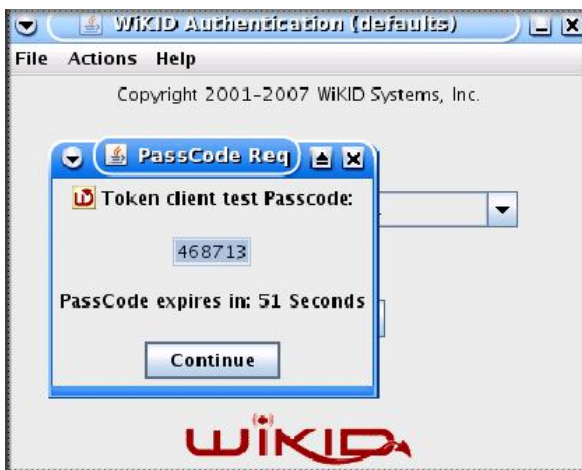 WiKID Authentication (defaults)
File Actions Help
Copyright 2001-2007 WiKID Systems, Inc.
PassCode Req
Token client test Passcode:
468713
PassCode expires in: 51 Seconds
Continue
WiKID